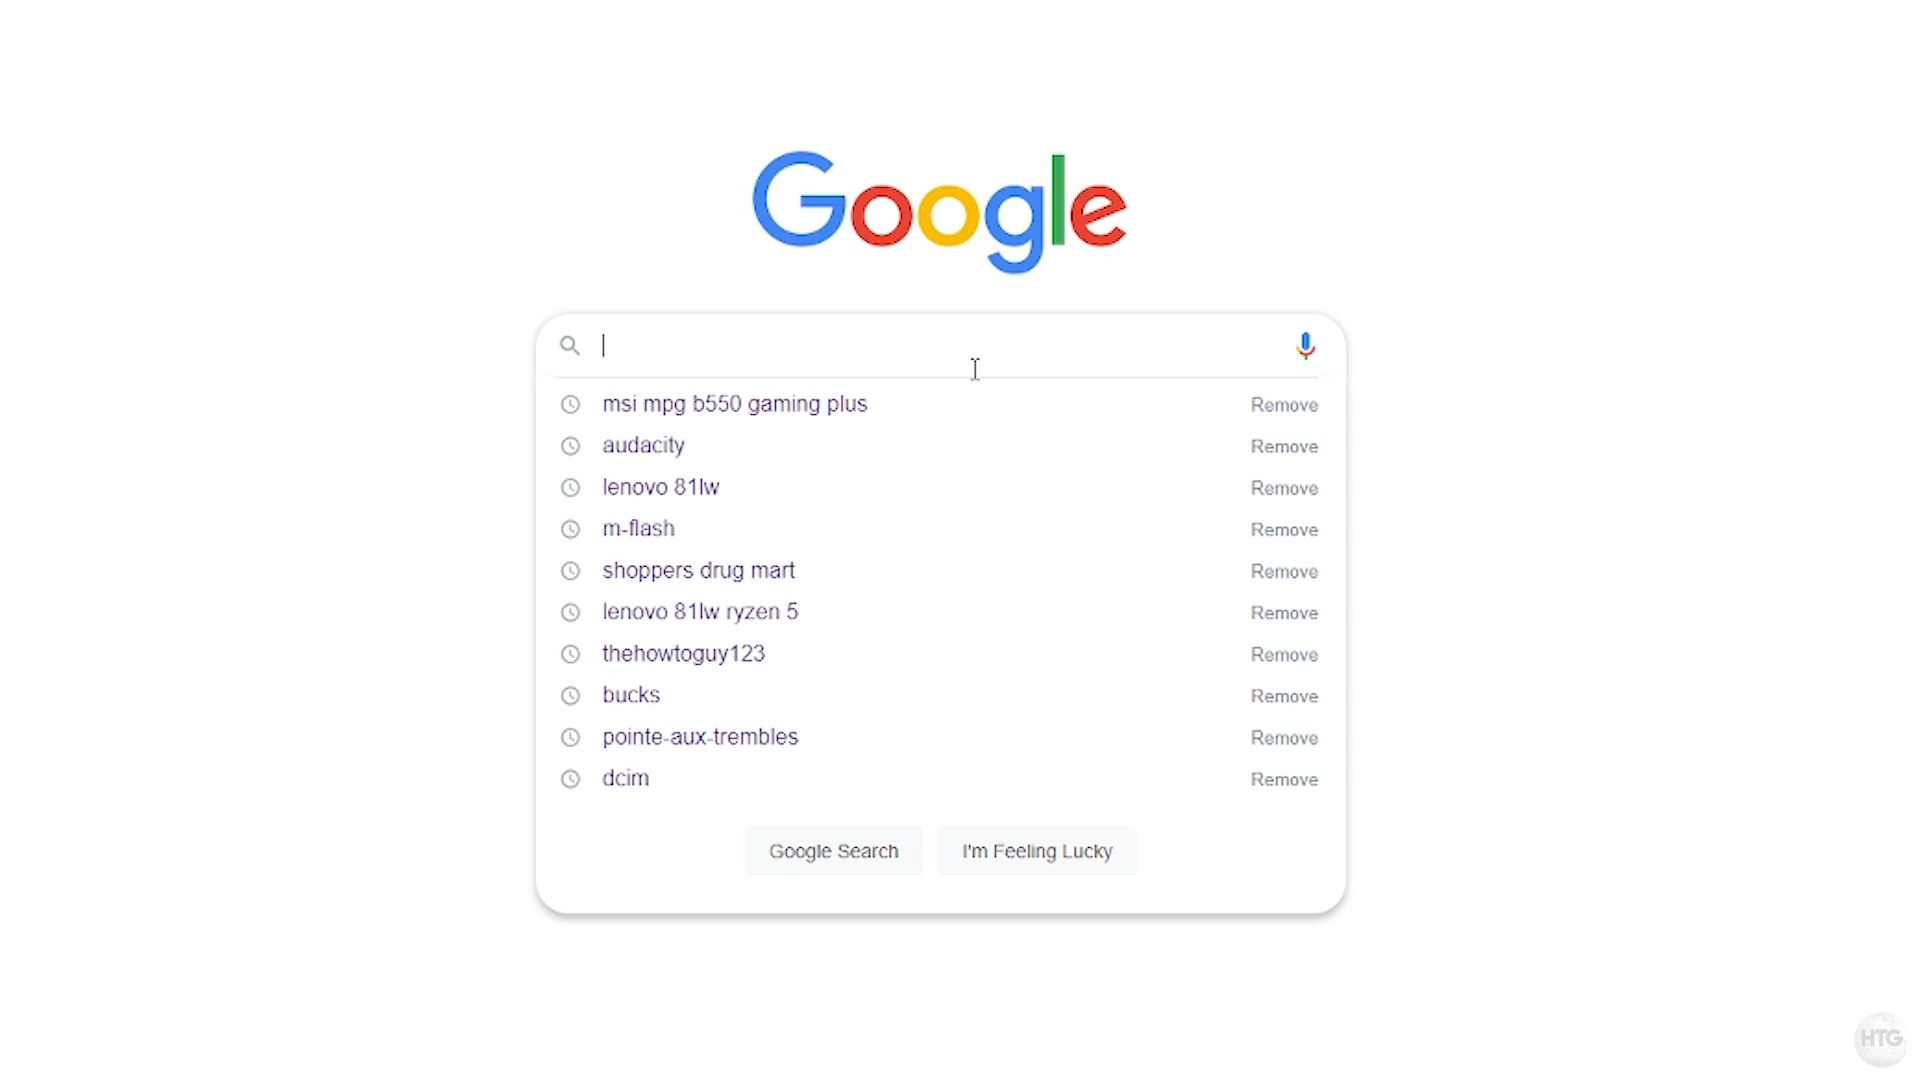 Google
msi mpg b550 gaming plus Remove
audacity Remove
lenovo 81lw Remove
m-flash Remove
shoppers drug mart Remove
lenovo 81lw ryzen 5 Remove
thehowtoguy123 Remove
bucks Remove
pointe-aux-trembles Remove
dcim Remove
Google Search I'm Feeling Lucky
HTG